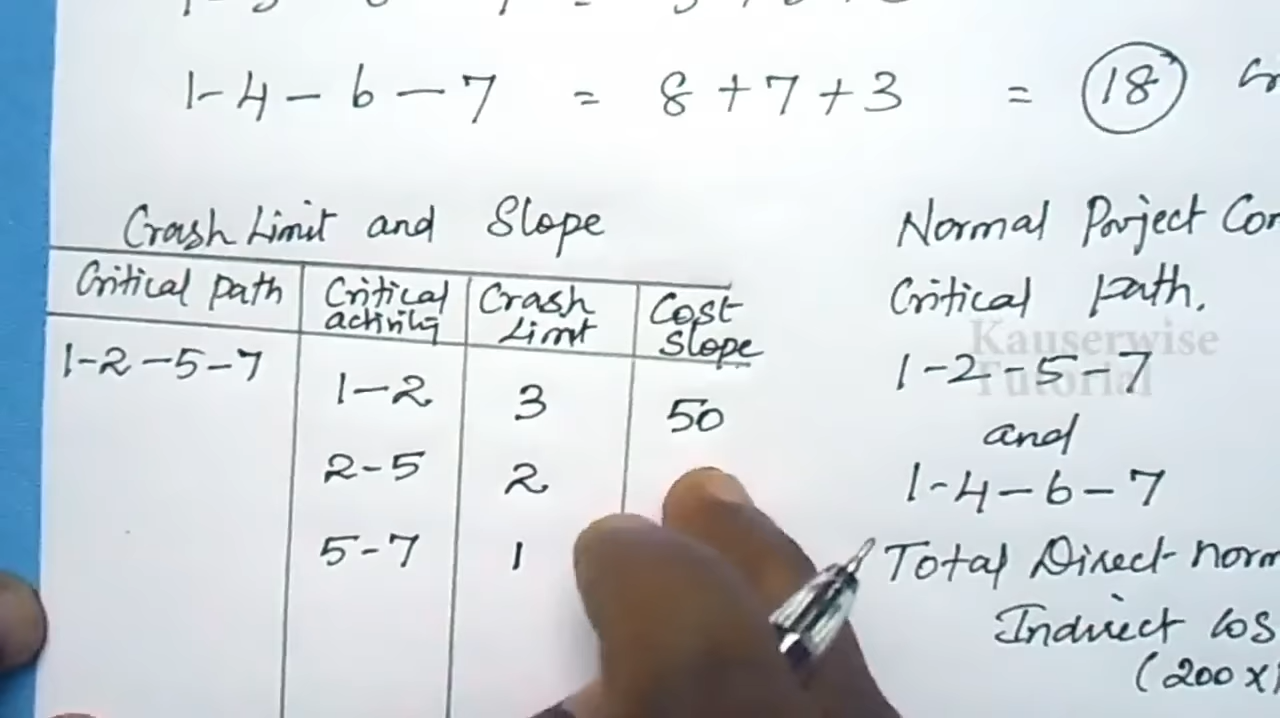 1-4-6-7 = 8+7+3 = 18
Crash Limit and Slope
Critical path Critical activity Crash Limit Cost Slope
1-2-5-7 1-2 3 50
2-5 2
5-7 1
Normal Porject
Critical path.
Kauserwise Tutorial
1-2-5-7
and
1-4-6-7
Total Direct
Indirect
(200 x